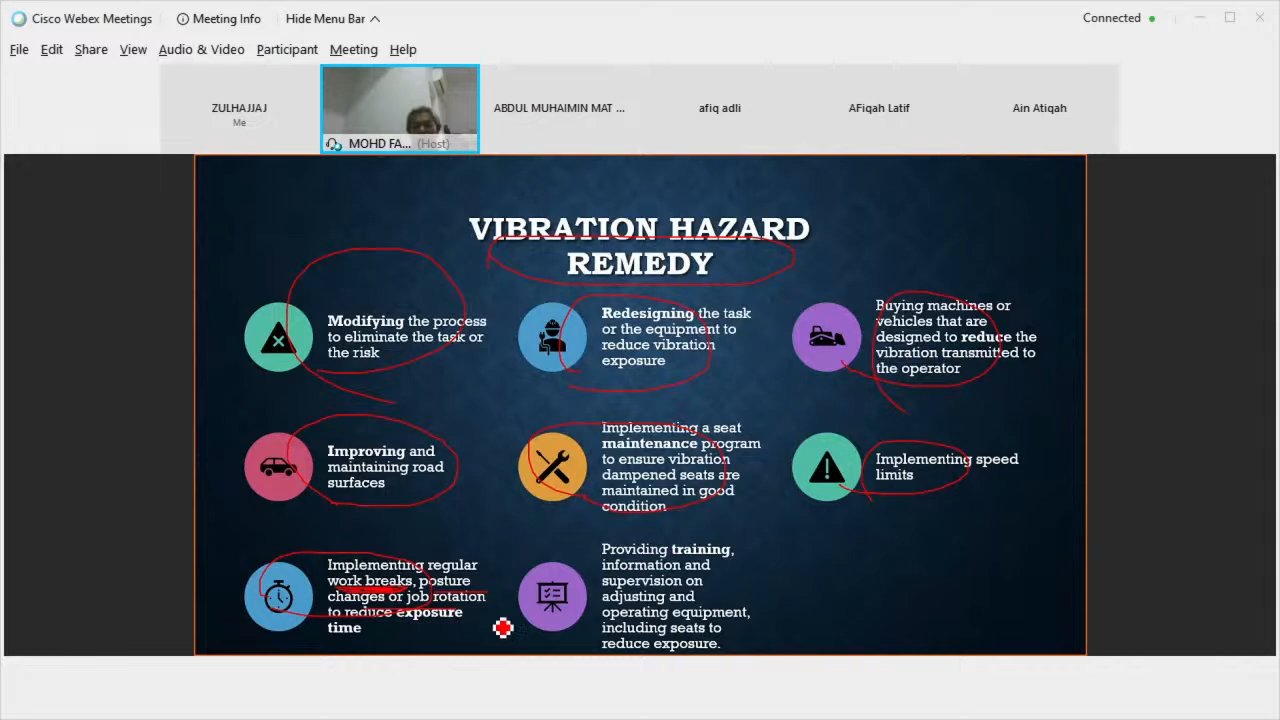 Cisco Webex Meetings
Meeting Info
Hide Menu Bar
Connected
File Edit Share View Audio & Video Participant Meeting Help
ZULHAJJAJ
Me
MOHD FA... (Host)
ABDUL MUHAIMIN MAT ...
afiq adli
AFiqah Latif
Ain Atiqah
VIBRATION HAZARD
REMEDY
Modifying the process
to eliminate the task or
the risk
Redesigning the task
or the equipment to
reduce vibration
exposure
Buying machines or
vehicles that are
designed to reduce the
vibration transmitted to
the operator
Improving and
maintaining road
surfaces
Implementing a seat
maintenance program
to ensure vibration
dampened seats are
maintained in good
condition
Implementing speed
limits
Implementing regular
work breaks, posture
changes or job rotation
to reduce exposure
time
Providing training,
information and
supervision on
adjusting and
operating equipment,
including seats to
reduce exposure.